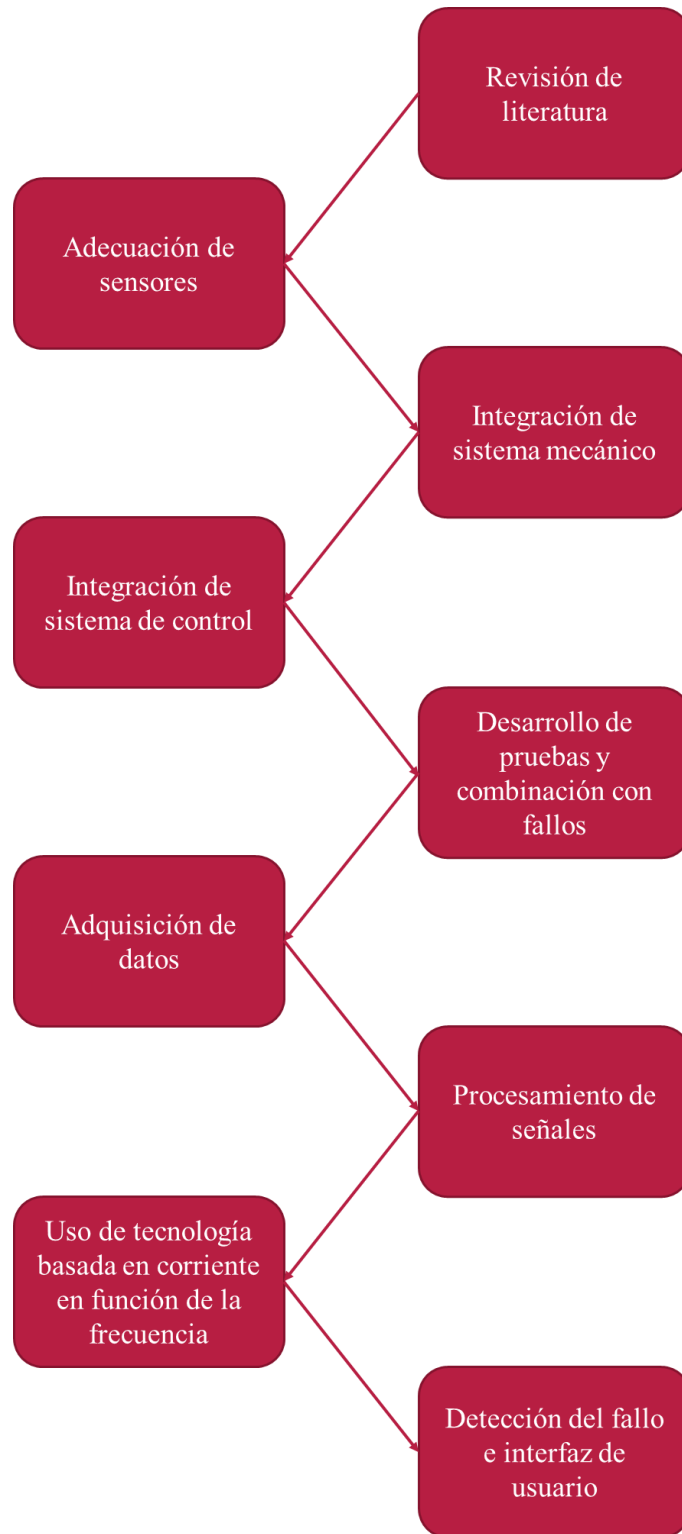 Revisión de
literatura
Adecuación de
sensores
Integración de
sistema mecánico
Integración de
sistema de control
Desarrollo de
pruebas y
combinación con
fallos
Adquisición de
datos
Procesamiento de
señales
Uso de tecnología
basada en corriente
en función de la
frecuencia
Detección del fallo
e interfaz de
usuario